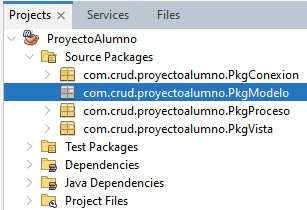 Projects Services Files
ProyectoAlumno
Source Packages
com.crud.proyectoalumno.PkgConexion
com.crud.proyectoalumno.PkgModelo
com.crud.proyectoalumno.PkgProceso
com.crud.proyectoalumno.PkgVista
Test Packages
Dependencies
Java Dependencies
Project Files